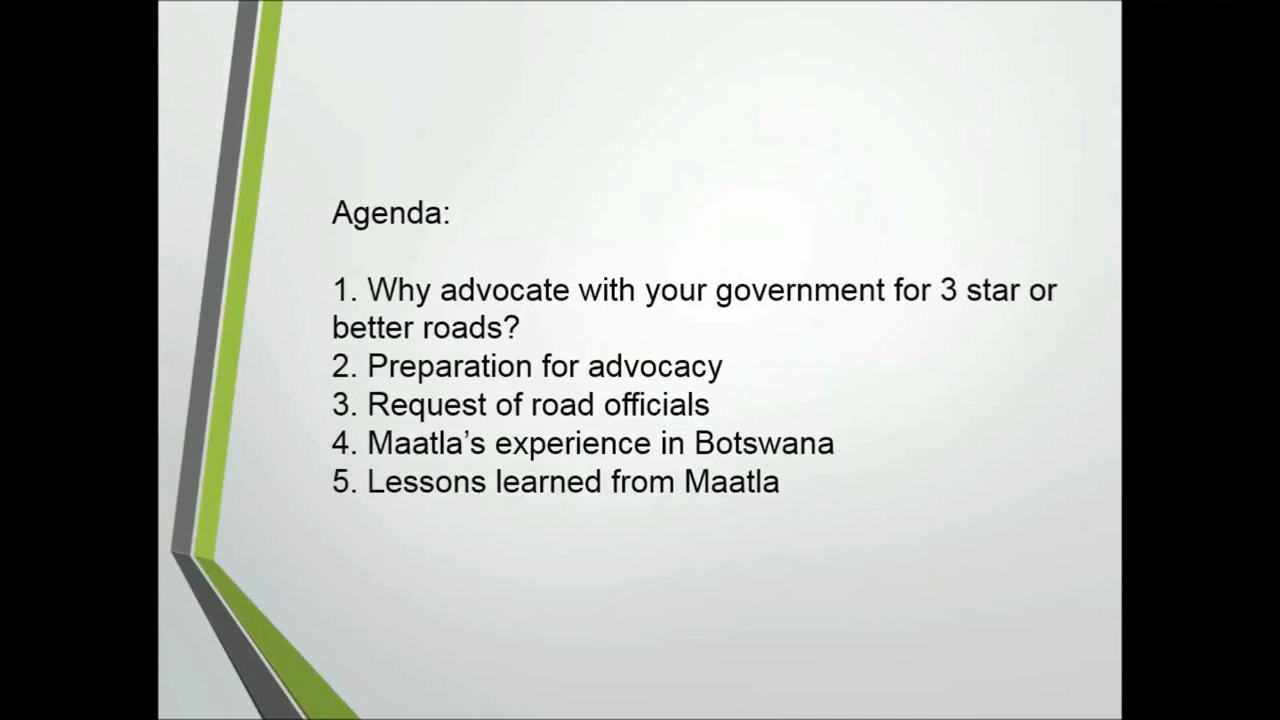 Agenda:
1. Why advocate with your government for 3 star or
better roads?
2. Preparation for advocacy
3. Request of road officials
4. Maatla’s experience in Botswana
5. Lessons learned from Maatla